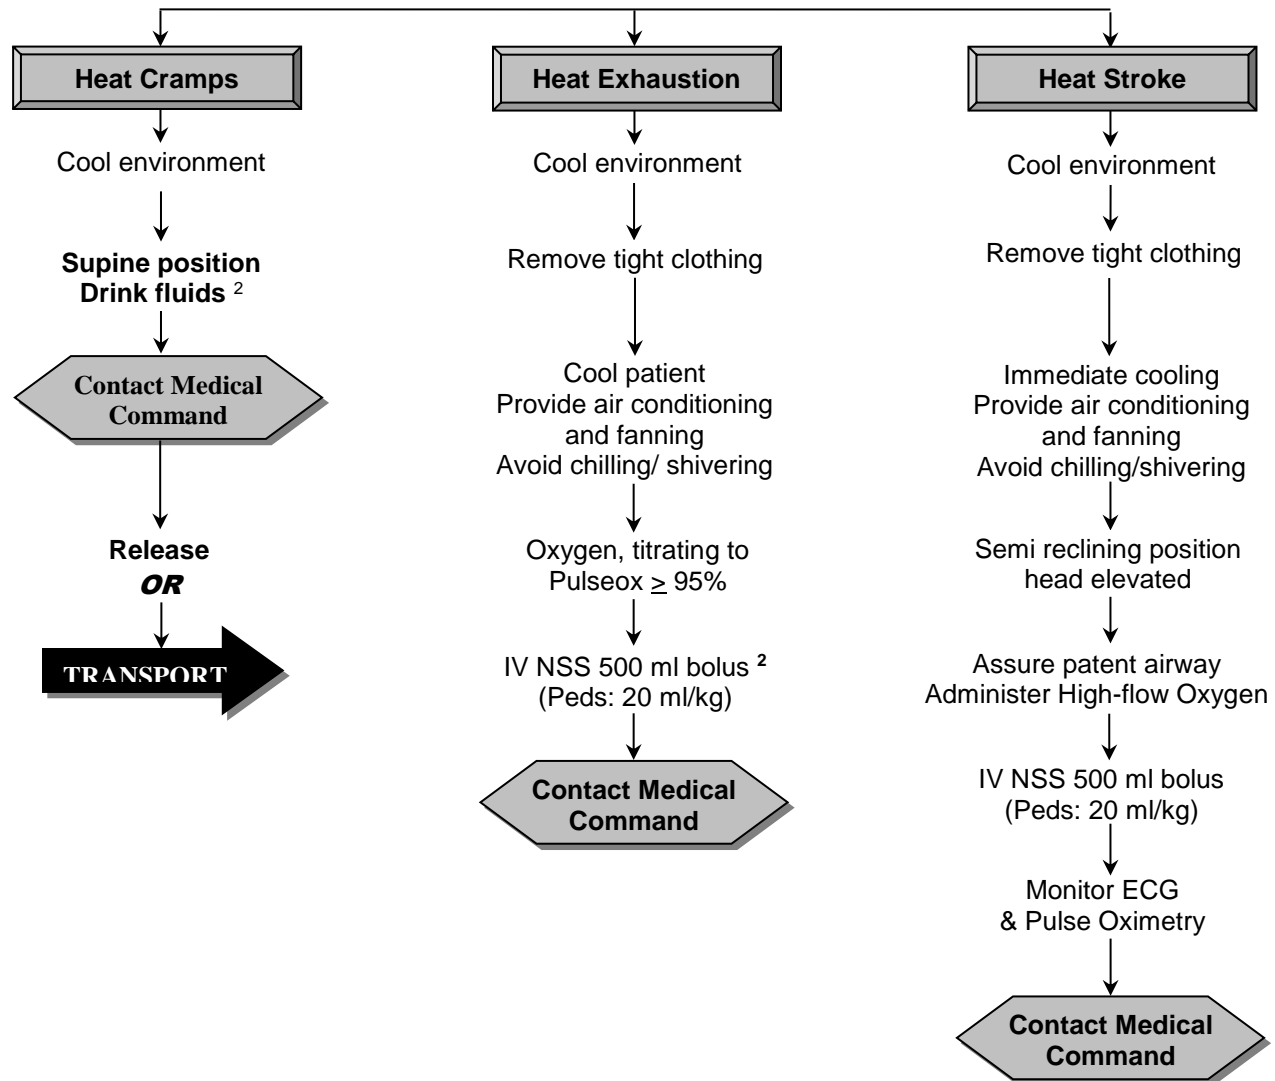 Heat Cramps
Cool environment
Supine position
Drink fluids ²
Contact Medical
Command
Release
OR
TRANSPORT
Heat Exhaustion
Cool environment
Remove tight clothing
Cool patient
Provide air conditioning
and fanning
Avoid chilling/ shivering
Oxygen, titrating to
Pulseox ≥ 95%
IV NSS 500 ml bolus ²
(Peds: 20 ml/kg)
Contact Medical
Command
Heat Stroke
Cool environment
Remove tight clothing
Immediate cooling
Provide air conditioning
and fanning
Avoid chilling/shivering
Semi reclining position
head elevated
Assure patent airway
Administer High-flow Oxygen
IV NSS 500 ml bolus
(Peds: 20 ml/kg)
Monitor ECG
& Pulse Oximetry
Contact Medical
Command